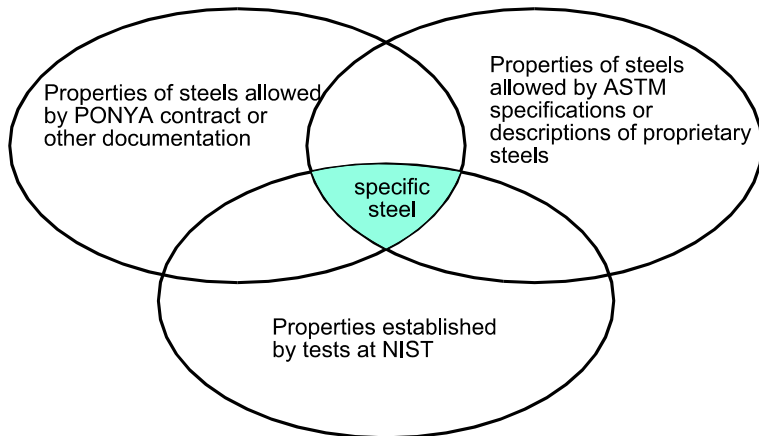 Properties of steels allowed
by PONYA contract or
other documentation
Properties of steels
allowed by ASTM
specifications or
descriptions of proprietary
steels
specific
steel
Properties established
by tests at NIST